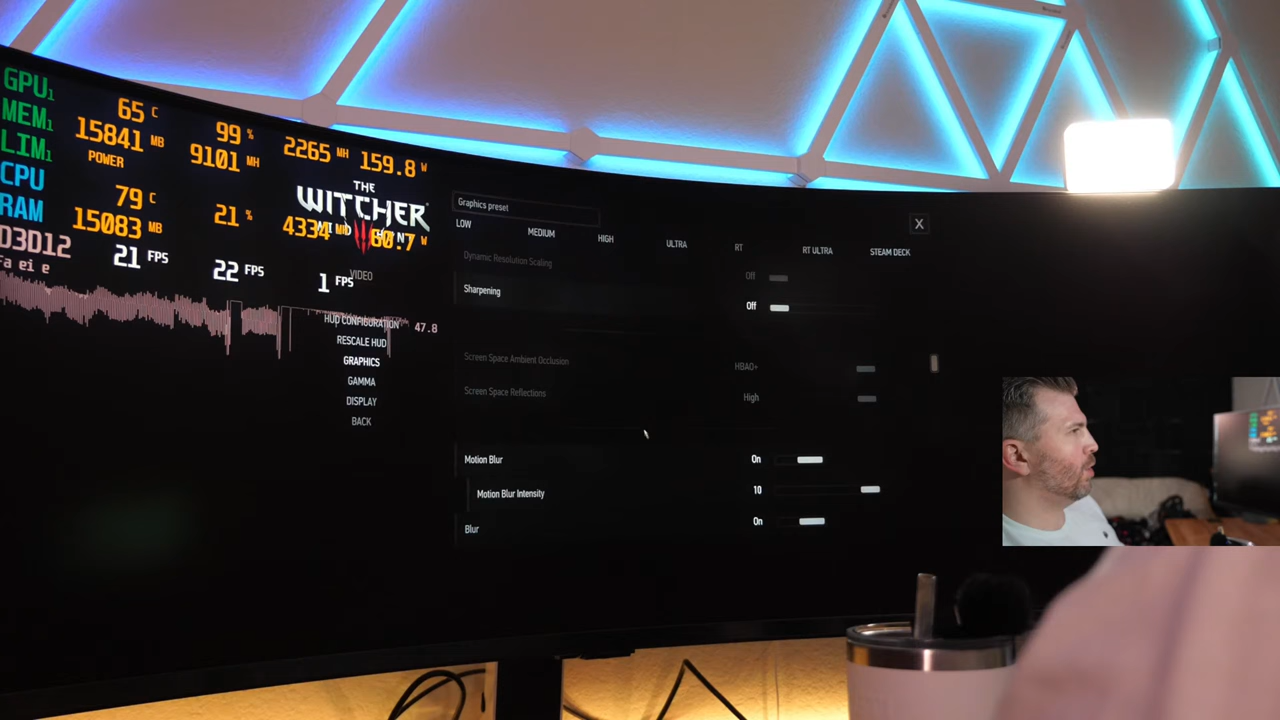 GPU1 65 C 99 % 2265 MH 159.8 W
MEM1 15841 MB 9101 MH
LIM1 POWER
CPU 79 C 21 % 4334 60.7 W
RAM 15083 MB
D3D12 21 FPS 22 FPS 1 FPS
47.8
THE
WITCHER
VIDEO
HUD CONFIGURATION
RESCALE HUD
GRAPHICS
GAMMA
DISPLAY
BACK
Graphics preset
X
LOW MEDIUM HIGH ULTRA RT RT ULTRA STEAM DECK
Dynamic Resolution Scaling Off
Sharpening Off
Screen Space Ambient Occlusion HBAO+
Screen Space Reflections High
Motion Blur On
Motion Blur Intensity 10
Blur On